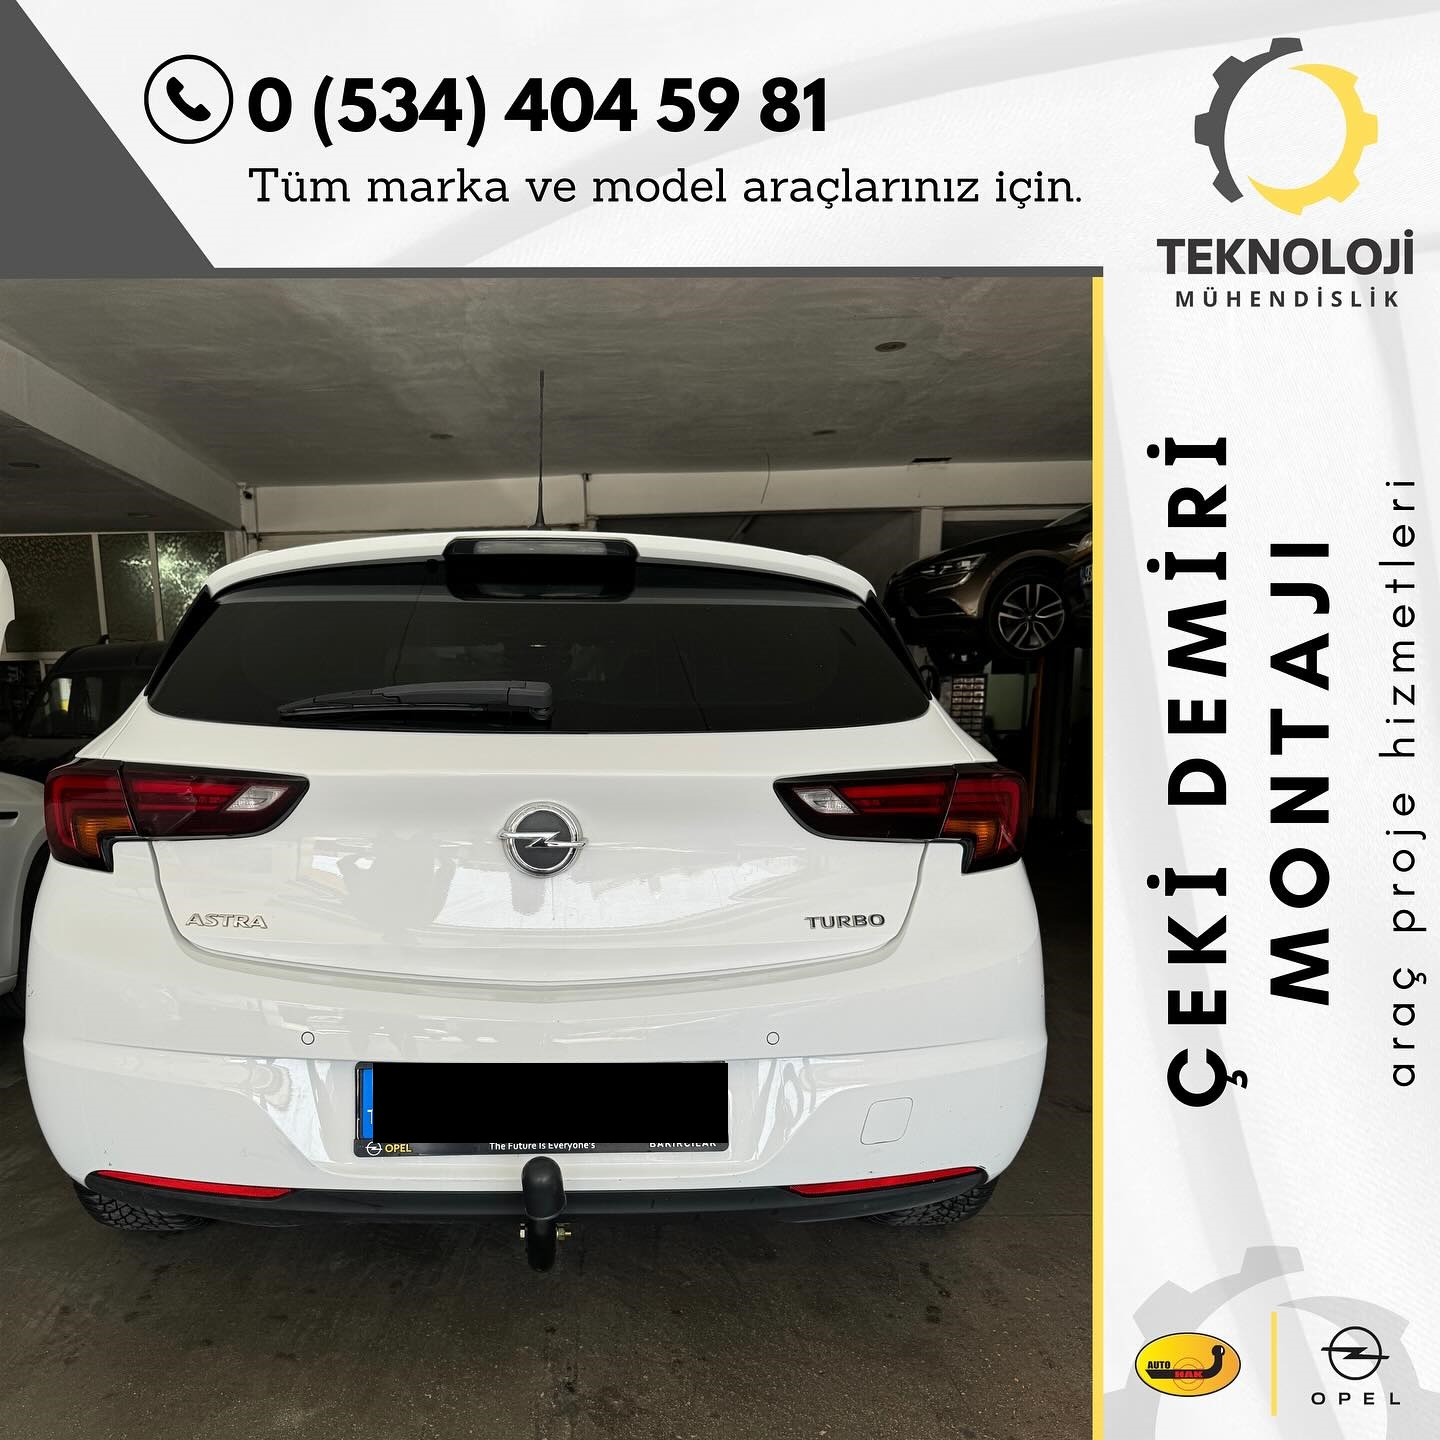 0 (534) 404 59 81
Tüm marka ve model araçlarınız için.
TEKNOLOJİ
MÜHENDİSLİK
ÇEKİ DEMİRİ
MONTAJI
araç proje hizmetleri
ASTRA
TURBO
T
OPEL
The Future Is Everyone's
BAKIRCILAR
AUTO
HAK
OPEL